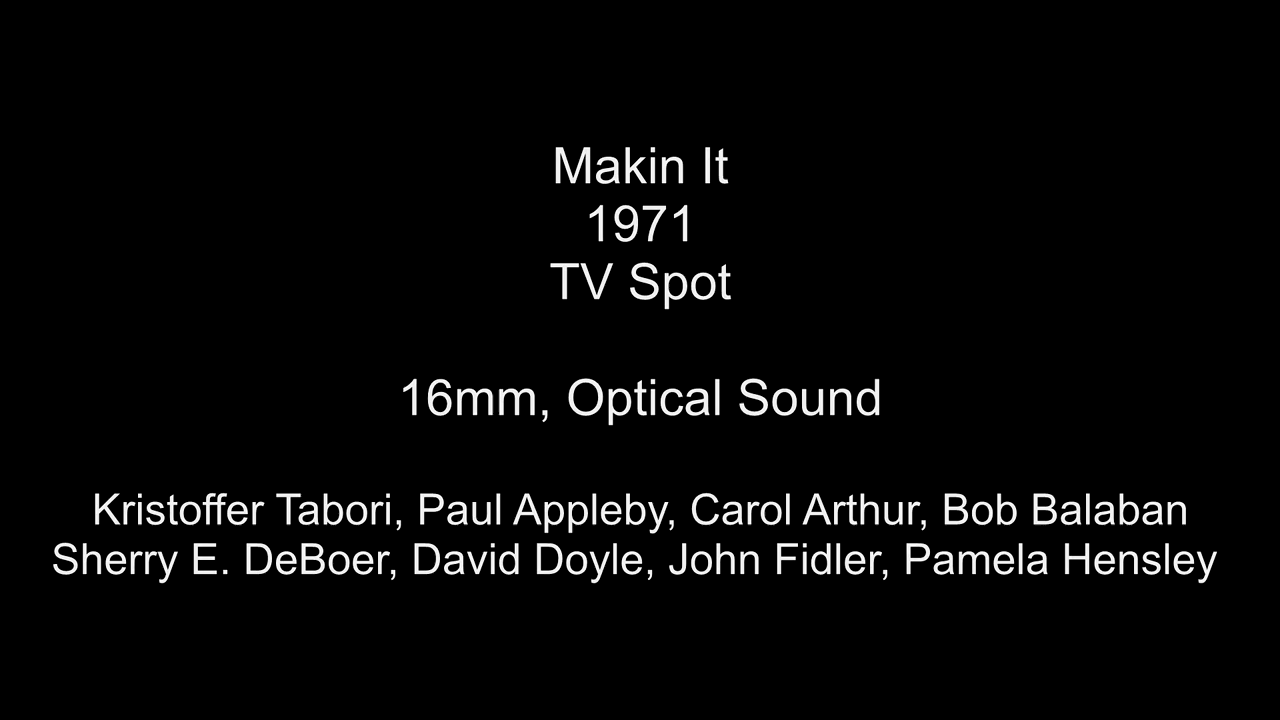 Makin It
1971
TV Spot
16mm, Optical Sound
Kristoffer Tabori, Paul Appleby, Carol Arthur, Bob Balaban
Sherry E. DeBoer, David Doyle, John Fidler, Pamela Hensley